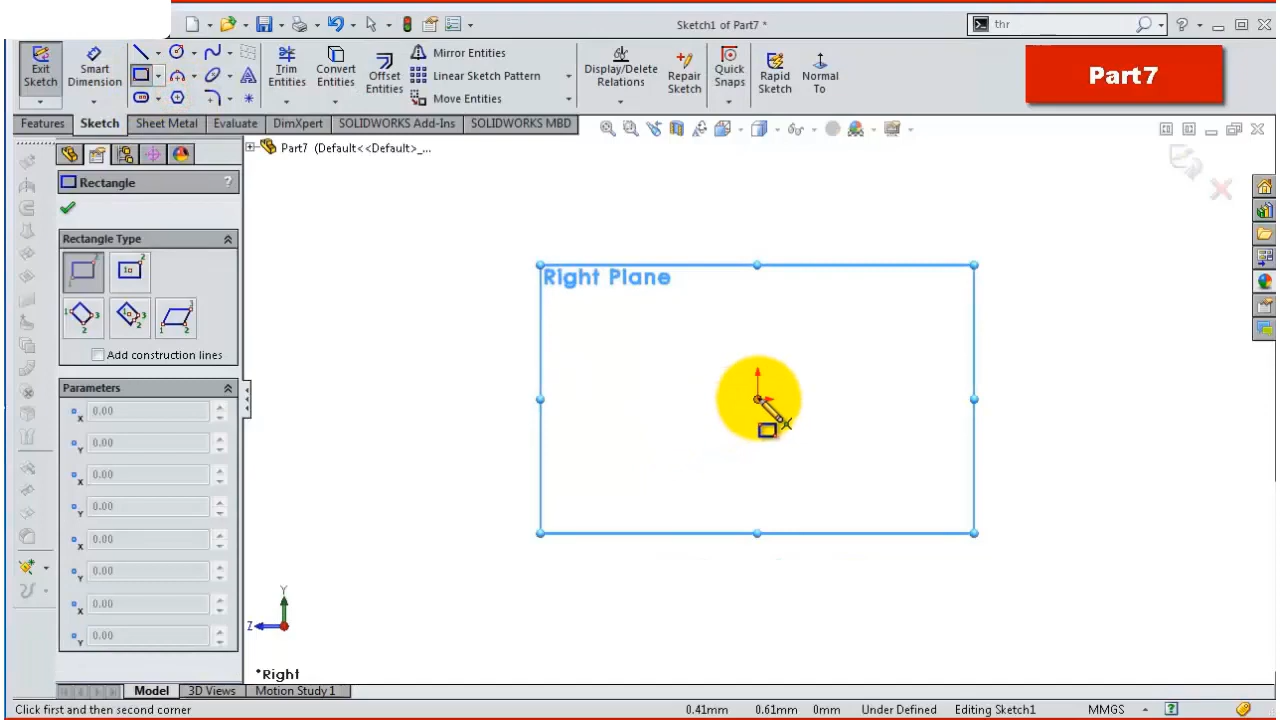 Sketch1 of Part7 *
thr
Exit Sketch
Smart Dimension
Trim Entities
Convert Entities
Offset Entities
Mirror Entities
Linear Sketch Pattern
Move Entities
Display/Delete Relations
Repair Sketch
Quick Snaps
Rapid Sketch
Normal To
Part7
Features
Sketch
Sheet Metal
Evaluate
DimXpert
SOLIDWORKS Add-Ins
SOLIDWORKS MBD
Part7 (Default<<Default>_...
Rectangle
?
Rectangle Type
Add construction lines
Parameters
0.00
0.00
0.00
0.00
0.00
0.00
0.00
0.00
Right Plane
Y
Z
*Right
Model
3D Views
Motion Study 1
Click first and then second corner
0.41mm
0.61mm
0mm
Under Defined
Editing Sketch1
MMGS